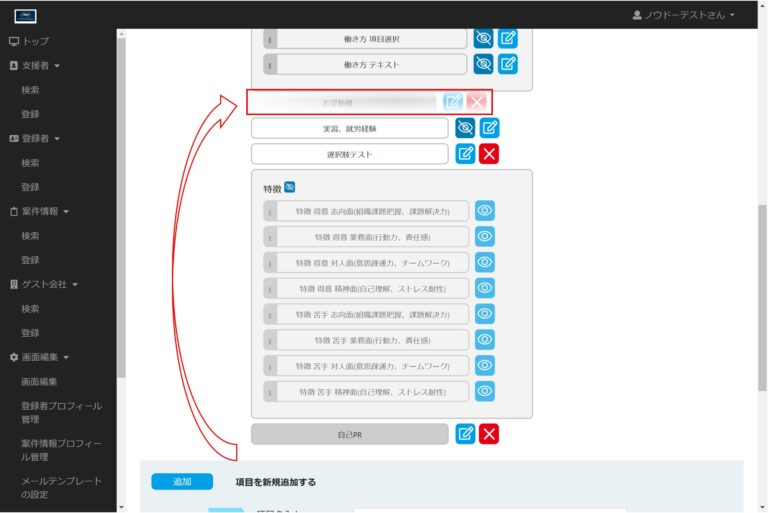 ノウドーテストさん
トップ
支援者
検索
登録
登録者
検索
登録
案件情報
検索
登録
ゲスト会社
検索
登録
画面編集
画面編集
登録者プロフィール
管理
案件情報プロフィー
ル管理
メールテンプレート
の設定
働き方 項目選択
働き方 テキスト
志望動機
実習、就労経験
選択肢テスト
特徴
特徴 得意 志向面(組織課題把握、課題解決力)
特徴 得意 業務面(行動力、責任感)
特徴 得意 対人面(意思疎通力、チームワーク)
特徴 得意 精神面(自己理解、ストレス耐性)
特徴 苦手 志向面(組織課題把握、課題解決力)
特徴 苦手 業務面(行動力、責任感)
特徴 苦手 対人面(意思疎通力、チームワーク)
特徴 苦手 精神面(自己理解、ストレス耐性)
自己PR
追加
項目を新規追加する